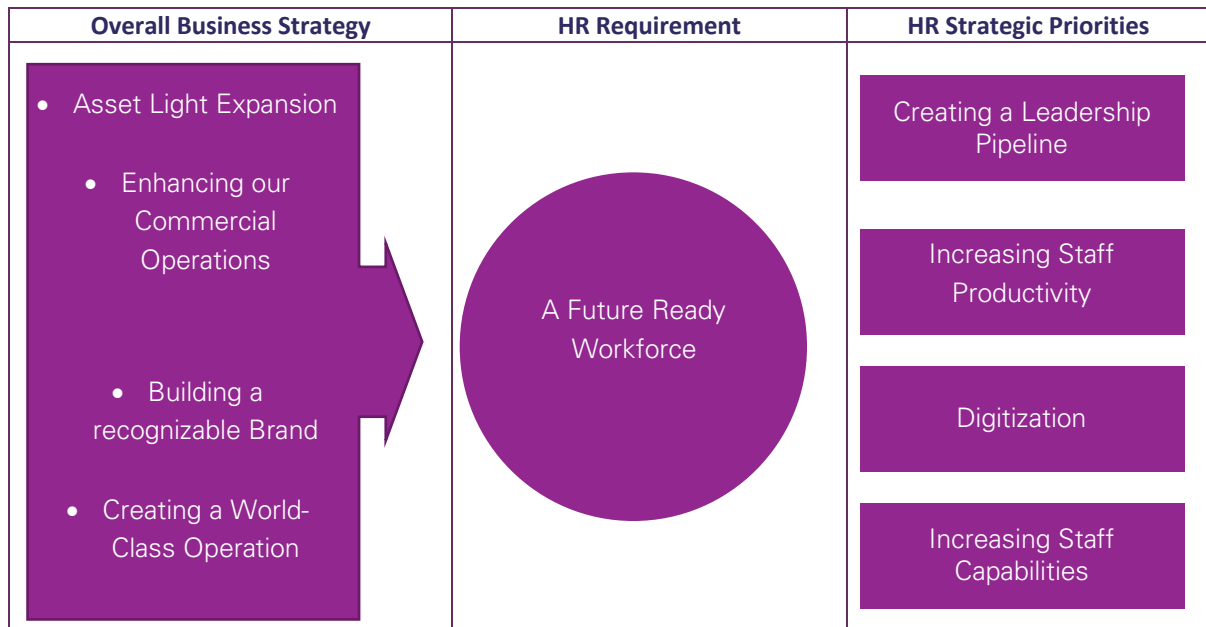 Overall Business Strategy
HR Requirement
HR Strategic Priorities
• Asset Light Expansion
• Enhancing our
Commercial
Operations
• Building a
recognizable Brand
• Creating a World-
Class Operation
A Future Ready
Workforce
Creating a Leadership
Pipeline
Increasing Staff
Productivity
Digitization
Increasing Staff
Capabilities